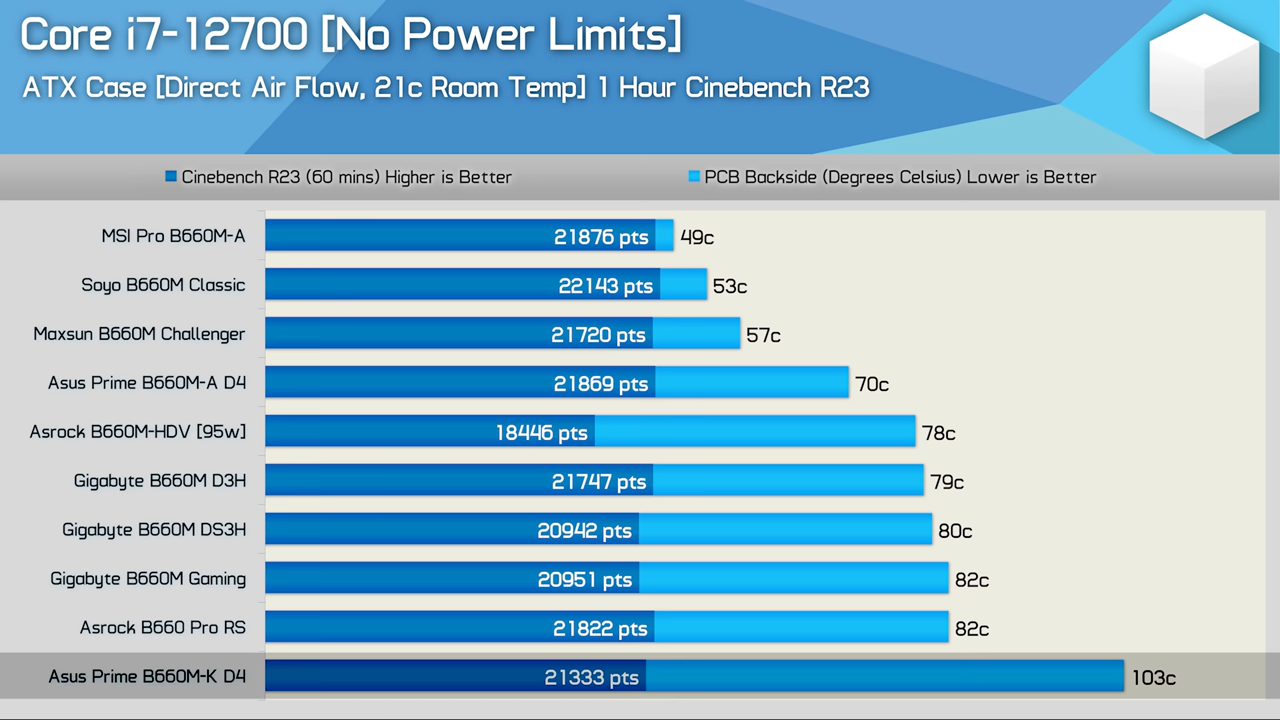 Core i7-12700 [No Power Limits]
ATX Case [Direct Air Flow, 21c Room Temp] 1 Hour Cinebench R23
Cinebench R23 (60 mins) Higher is Better PCB Backside (Degrees Celsius) Lower is Better
MSI Pro B660M-A 21876 pts 49c
Soyo B660M Classic 22143 pts 53c
Maxsun B660M Challenger 21720 pts 57c
Asus Prime B660M-A D4 21869 pts 70c
Asrock B660M-HDV [95w] 18446 pts 78c
Gigabyte B660M D3H 21747 pts 79c
Gigabyte B660M DS3H 20942 pts 80c
Gigabyte B660M Gaming 20951 pts 82c
Asrock B660 Pro RS 21822 pts 82c
Asus Prime B660M-K D4 21333 pts 103c